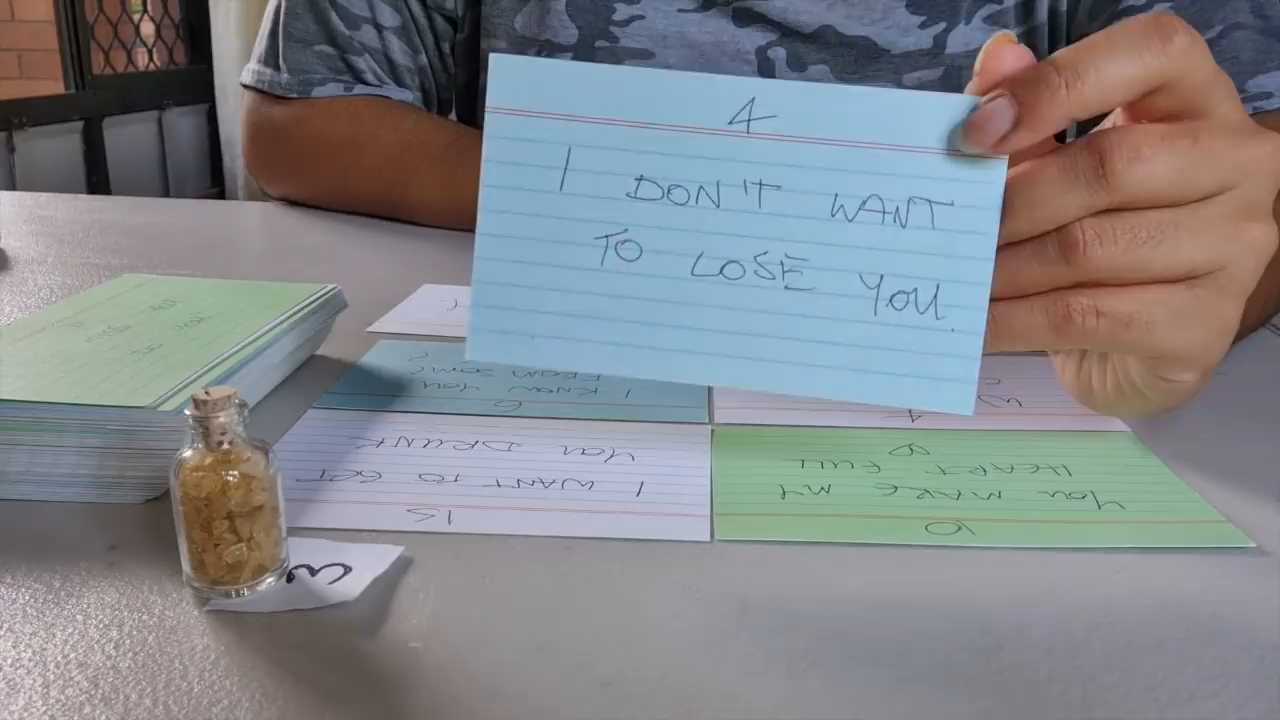 4
I DON'T WANT
TO LOSE YOU.
6
I KNOW YOU
FROM SOME
15
I WANT TO GET
YOU DRUNK
10
YOU MAKE MY
HEART FULL
3